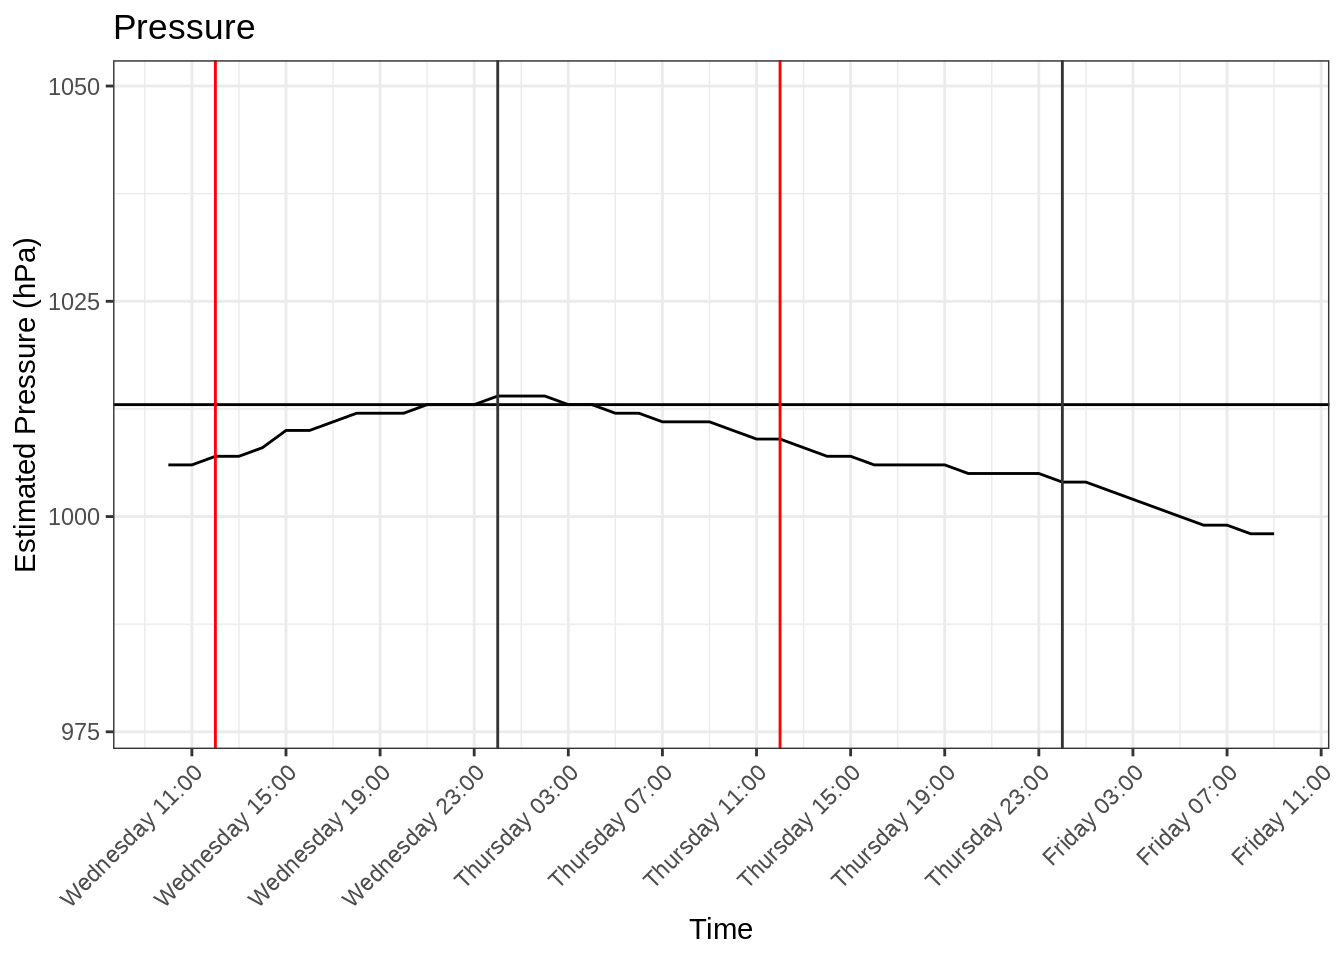 Pressure
Estimated Pressure (hPa)
1050
1025
1000
975
Wednesday 11:00
Wednesday 15:00
Wednesday 19:00
Wednesday 23:00
Thursday 03:00
Thursday 07:00
Thursday 11:00
Thursday 15:00
Thursday 19:00
Thursday 23:00
Friday 03:00
Friday 07:00
Friday 11:00
Time